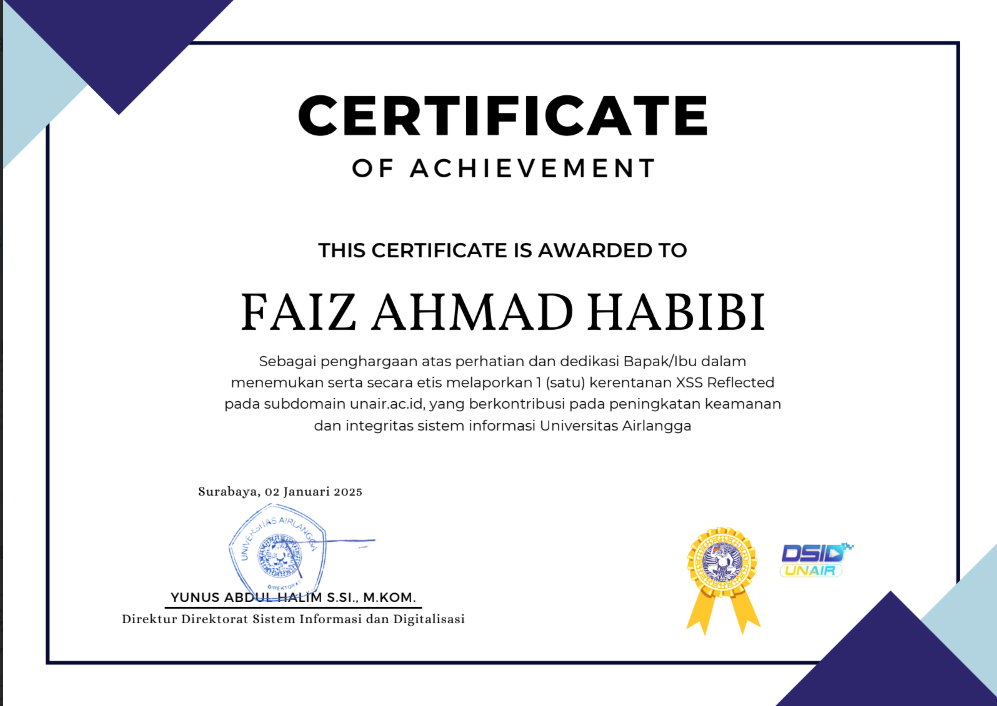 CERTIFICATE
OF ACHIEVEMENT
THIS CERTIFICATE IS AWARDED TO
FAIZ AHMAD HABIBI
Sebagai penghargaan atas perhatian dan dedikasi Bapak/Ibu dalam
menemukan serta secara etis melaporkan 1 (satu) kerentanan XSS Reflected
pada subdomain unair.ac.id, yang berkontribusi pada peningkatan keamanan
dan integritas sistem informasi Universitas Airlangga
Surabaya, 02 Januari 2025
UNIVERSITAS AIRLANGGA
DIREKTORAT
YUNUS ABDUL HALIM S.SI., M.KOM.
Direktur Direktorat Sistem Informasi dan Digitalisasi
DSID
UNAIR